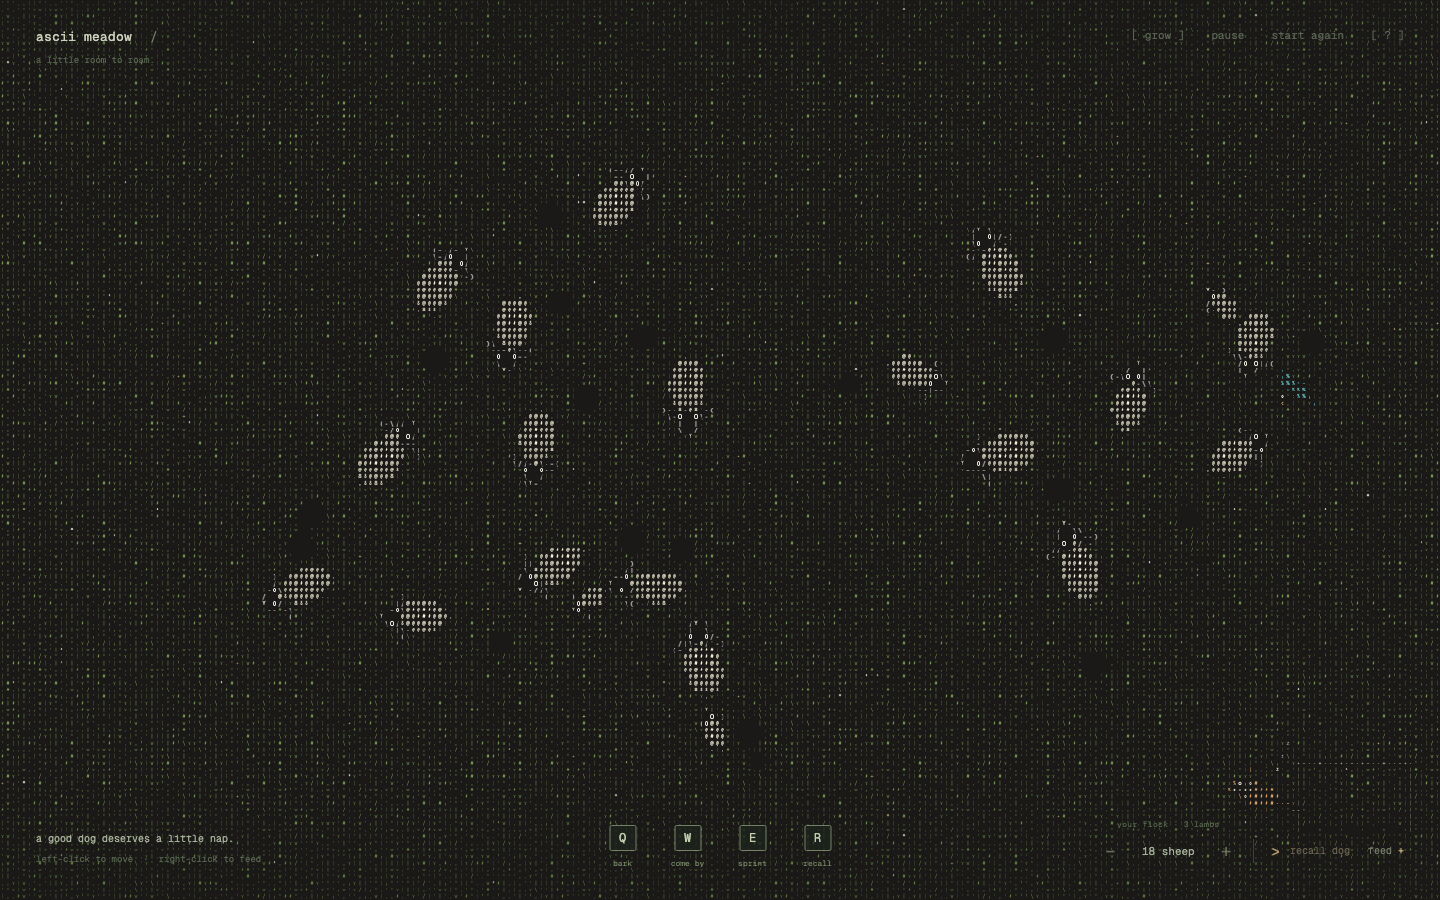 ascii meadow /
[ grow ] pause start again [ ? ]
a little room to roam
your flock · 3 lambs
a good dog deserves a little nap.
left-click to move · right-click to feed
Q W E R
bark come by sprint recall
− 18 sheep + > recall dog feed +